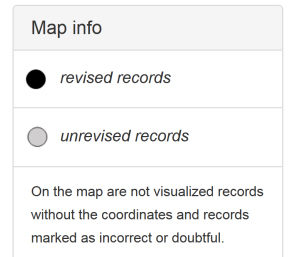 Map info
revised records
unrevised records
On the map are not visualized records
without the coordinates and records
marked as incorrect or doubtful.